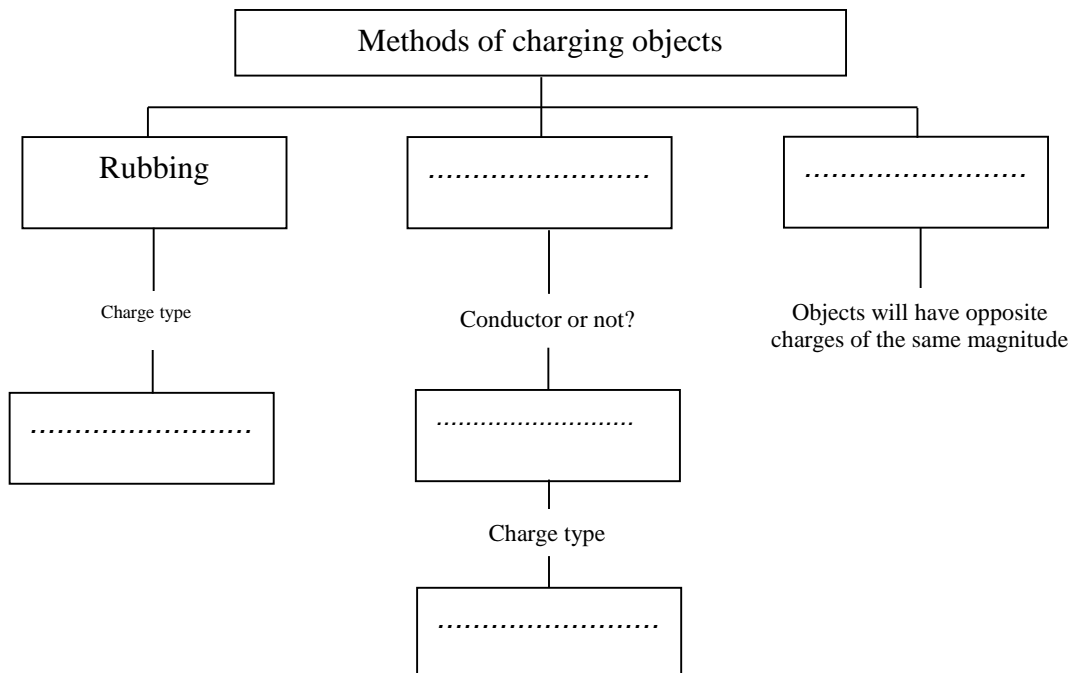 Methods of charging objects
Rubbing
..........................
..........................
Charge type
Conductor or not?
Objects will have opposite
charges of the same magnitude
..........................
............................
Charge type
..........................